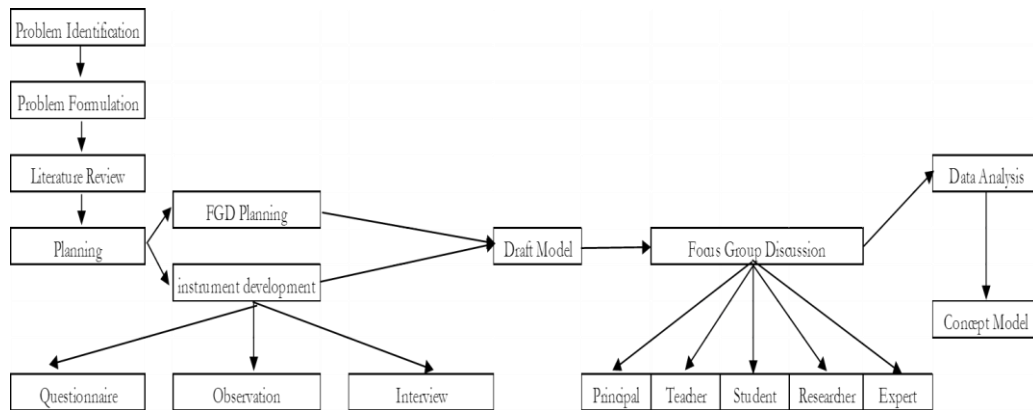 Problem Identification
Problem Formulation
Literature Review
Planning
FGD Planning
instrument development
Questionnaire
Observation
Interview
Draft Model
Focus Group Discussion
Principal
Teacher
Student
Researcher
Expert
Data Analysis
Concept Model